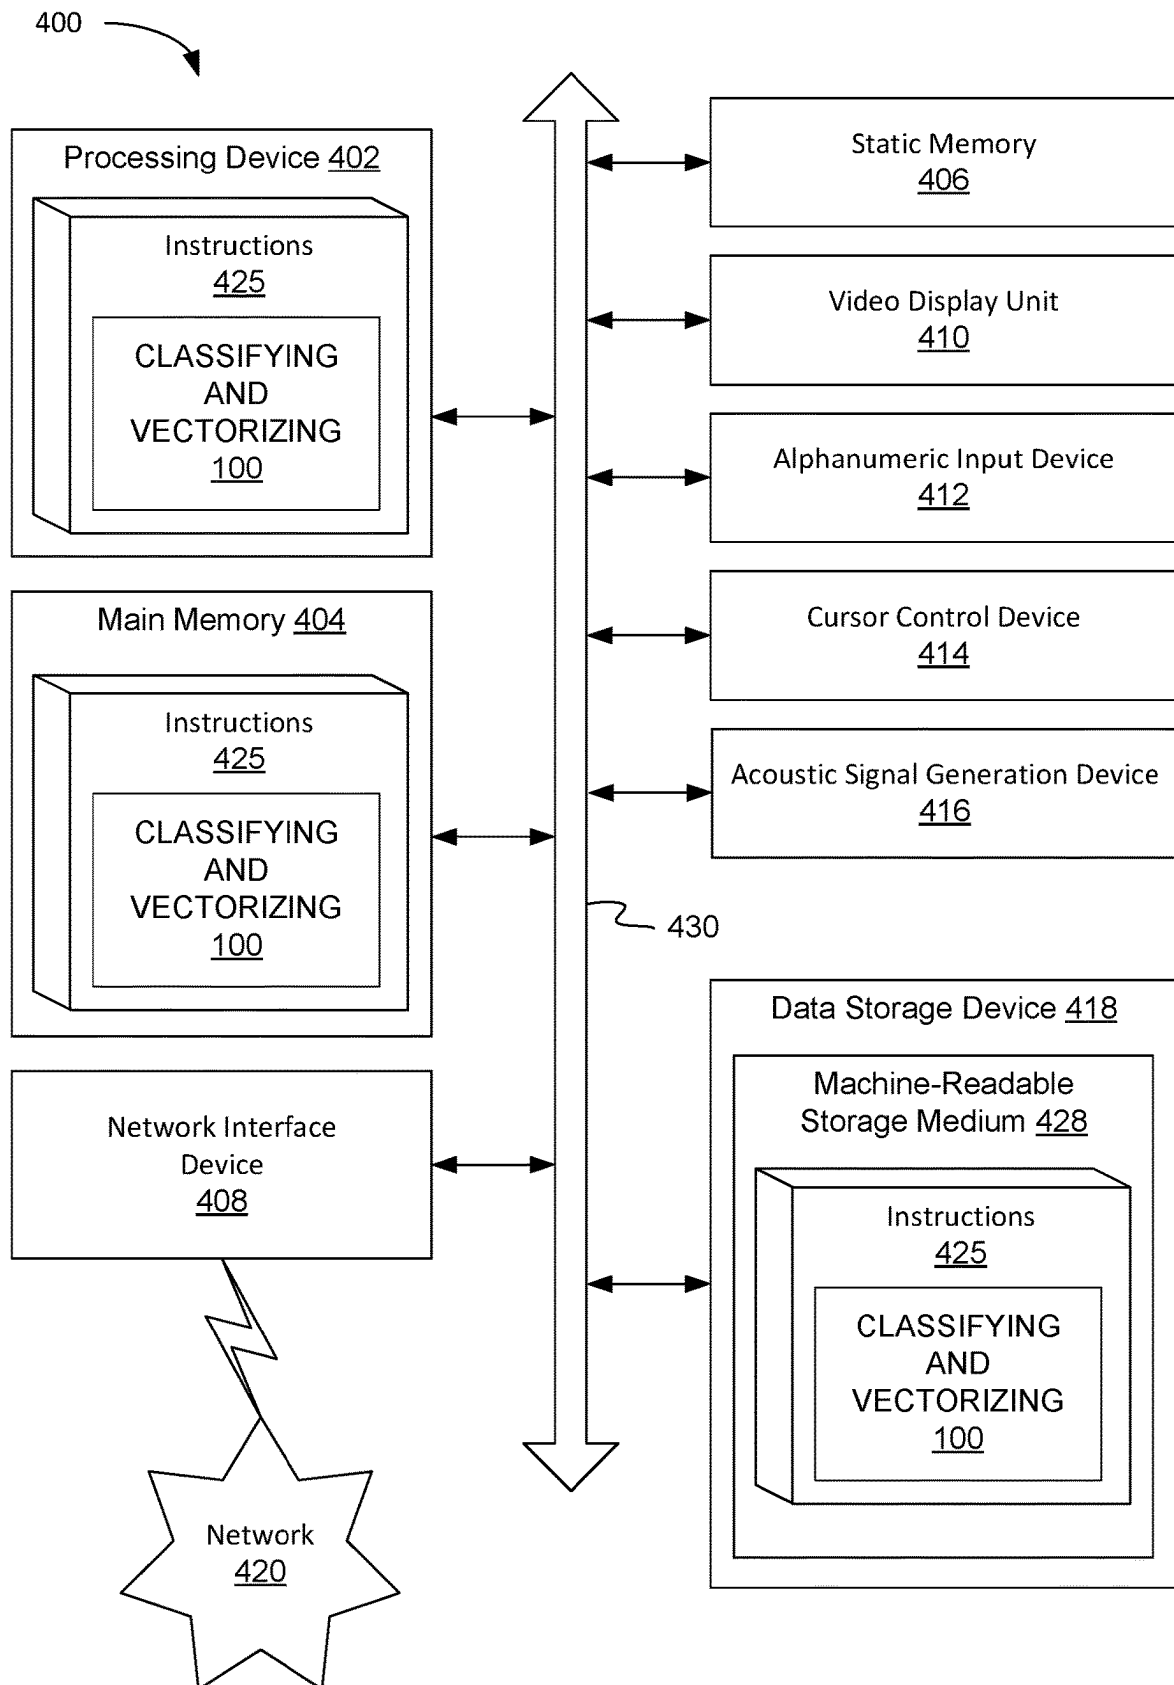 400
Processing Device 402
Instructions
425
CLASSIFYING
AND
VECTORIZING
100
Main Memory 404
Instructions
425
CLASSIFYING
AND
VECTORIZING
100
Network Interface
Device
408
Network
420
Static Memory
406
Video Display Unit
410
Alphanumeric Input Device
412
Cursor Control Device
414
Acoustic Signal Generation Device
416
430
Data Storage Device 418
Machine-Readable
Storage Medium 428
Instructions
425
CLASSIFYING
AND
VECTORIZING
100